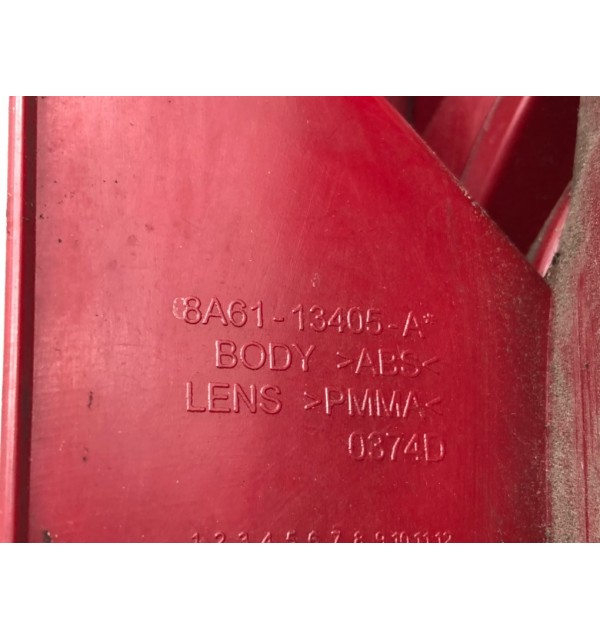 8A61-13405-A*
BODY >ABS<
LENS >PMMA<
0374D
1 2 3 4 5 6 7 8 9 10 11 12